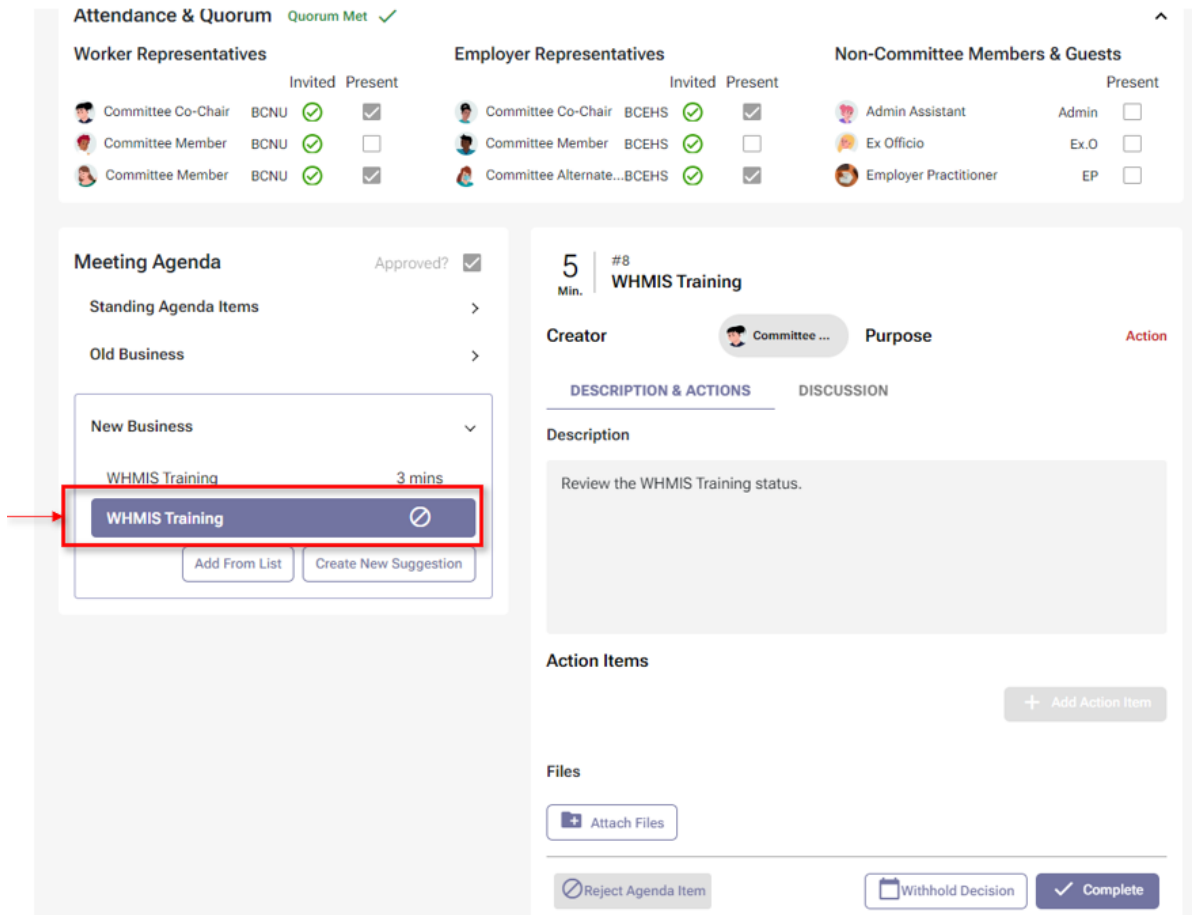 Attendance & Quorum Quorum Met
Worker Representatives
Invited Present
Committee Co-Chair BCNU
Committee Member BCNU
Committee Member BCNU
Employer Representatives
Invited Present
Committee Co-Chair BCEHS
Committee Member BCEHS
Committee Alternate...BCEHS
Non-Committee Members & Guests
Present
Admin Assistant Admin
Ex Officio Ex.O
Employer Practitioner EP
Meeting Agenda Approved?
Standing Agenda Items
Old Business
New Business
WHMIS Training 3 mins
WHMIS Training
Add From List Create New Suggestion
5 Min.
#8
WHMIS Training
Creator Committee ... Purpose Action
DESCRIPTION & ACTIONS DISCUSSION
Description
Review the WHMIS Training status.
Action Items
+ Add Action Item
Files
Attach Files
Reject Agenda Item Withhold Decision Complete